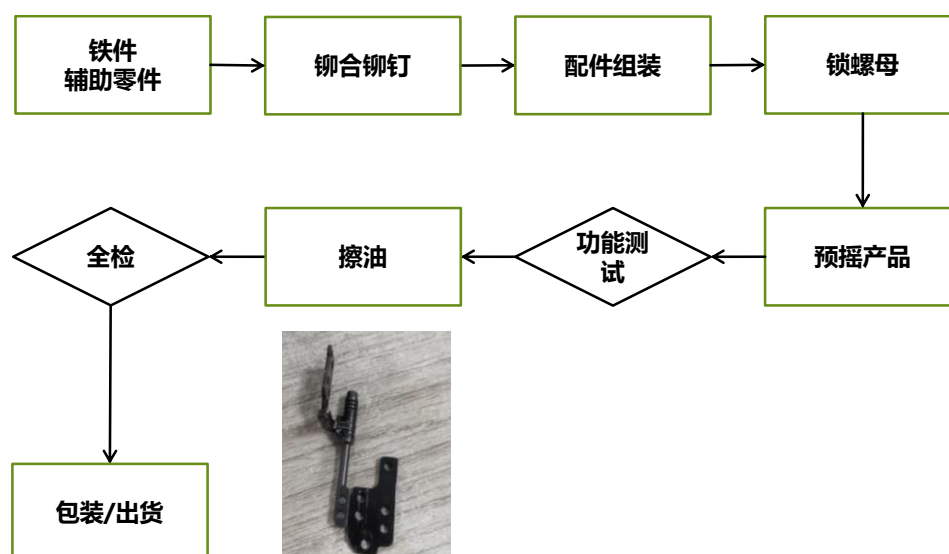 铁件
辅助零件
铆合铆钉
配件组装
锁螺母
预摇产品
功能测
试
擦油
全检
包装/出货